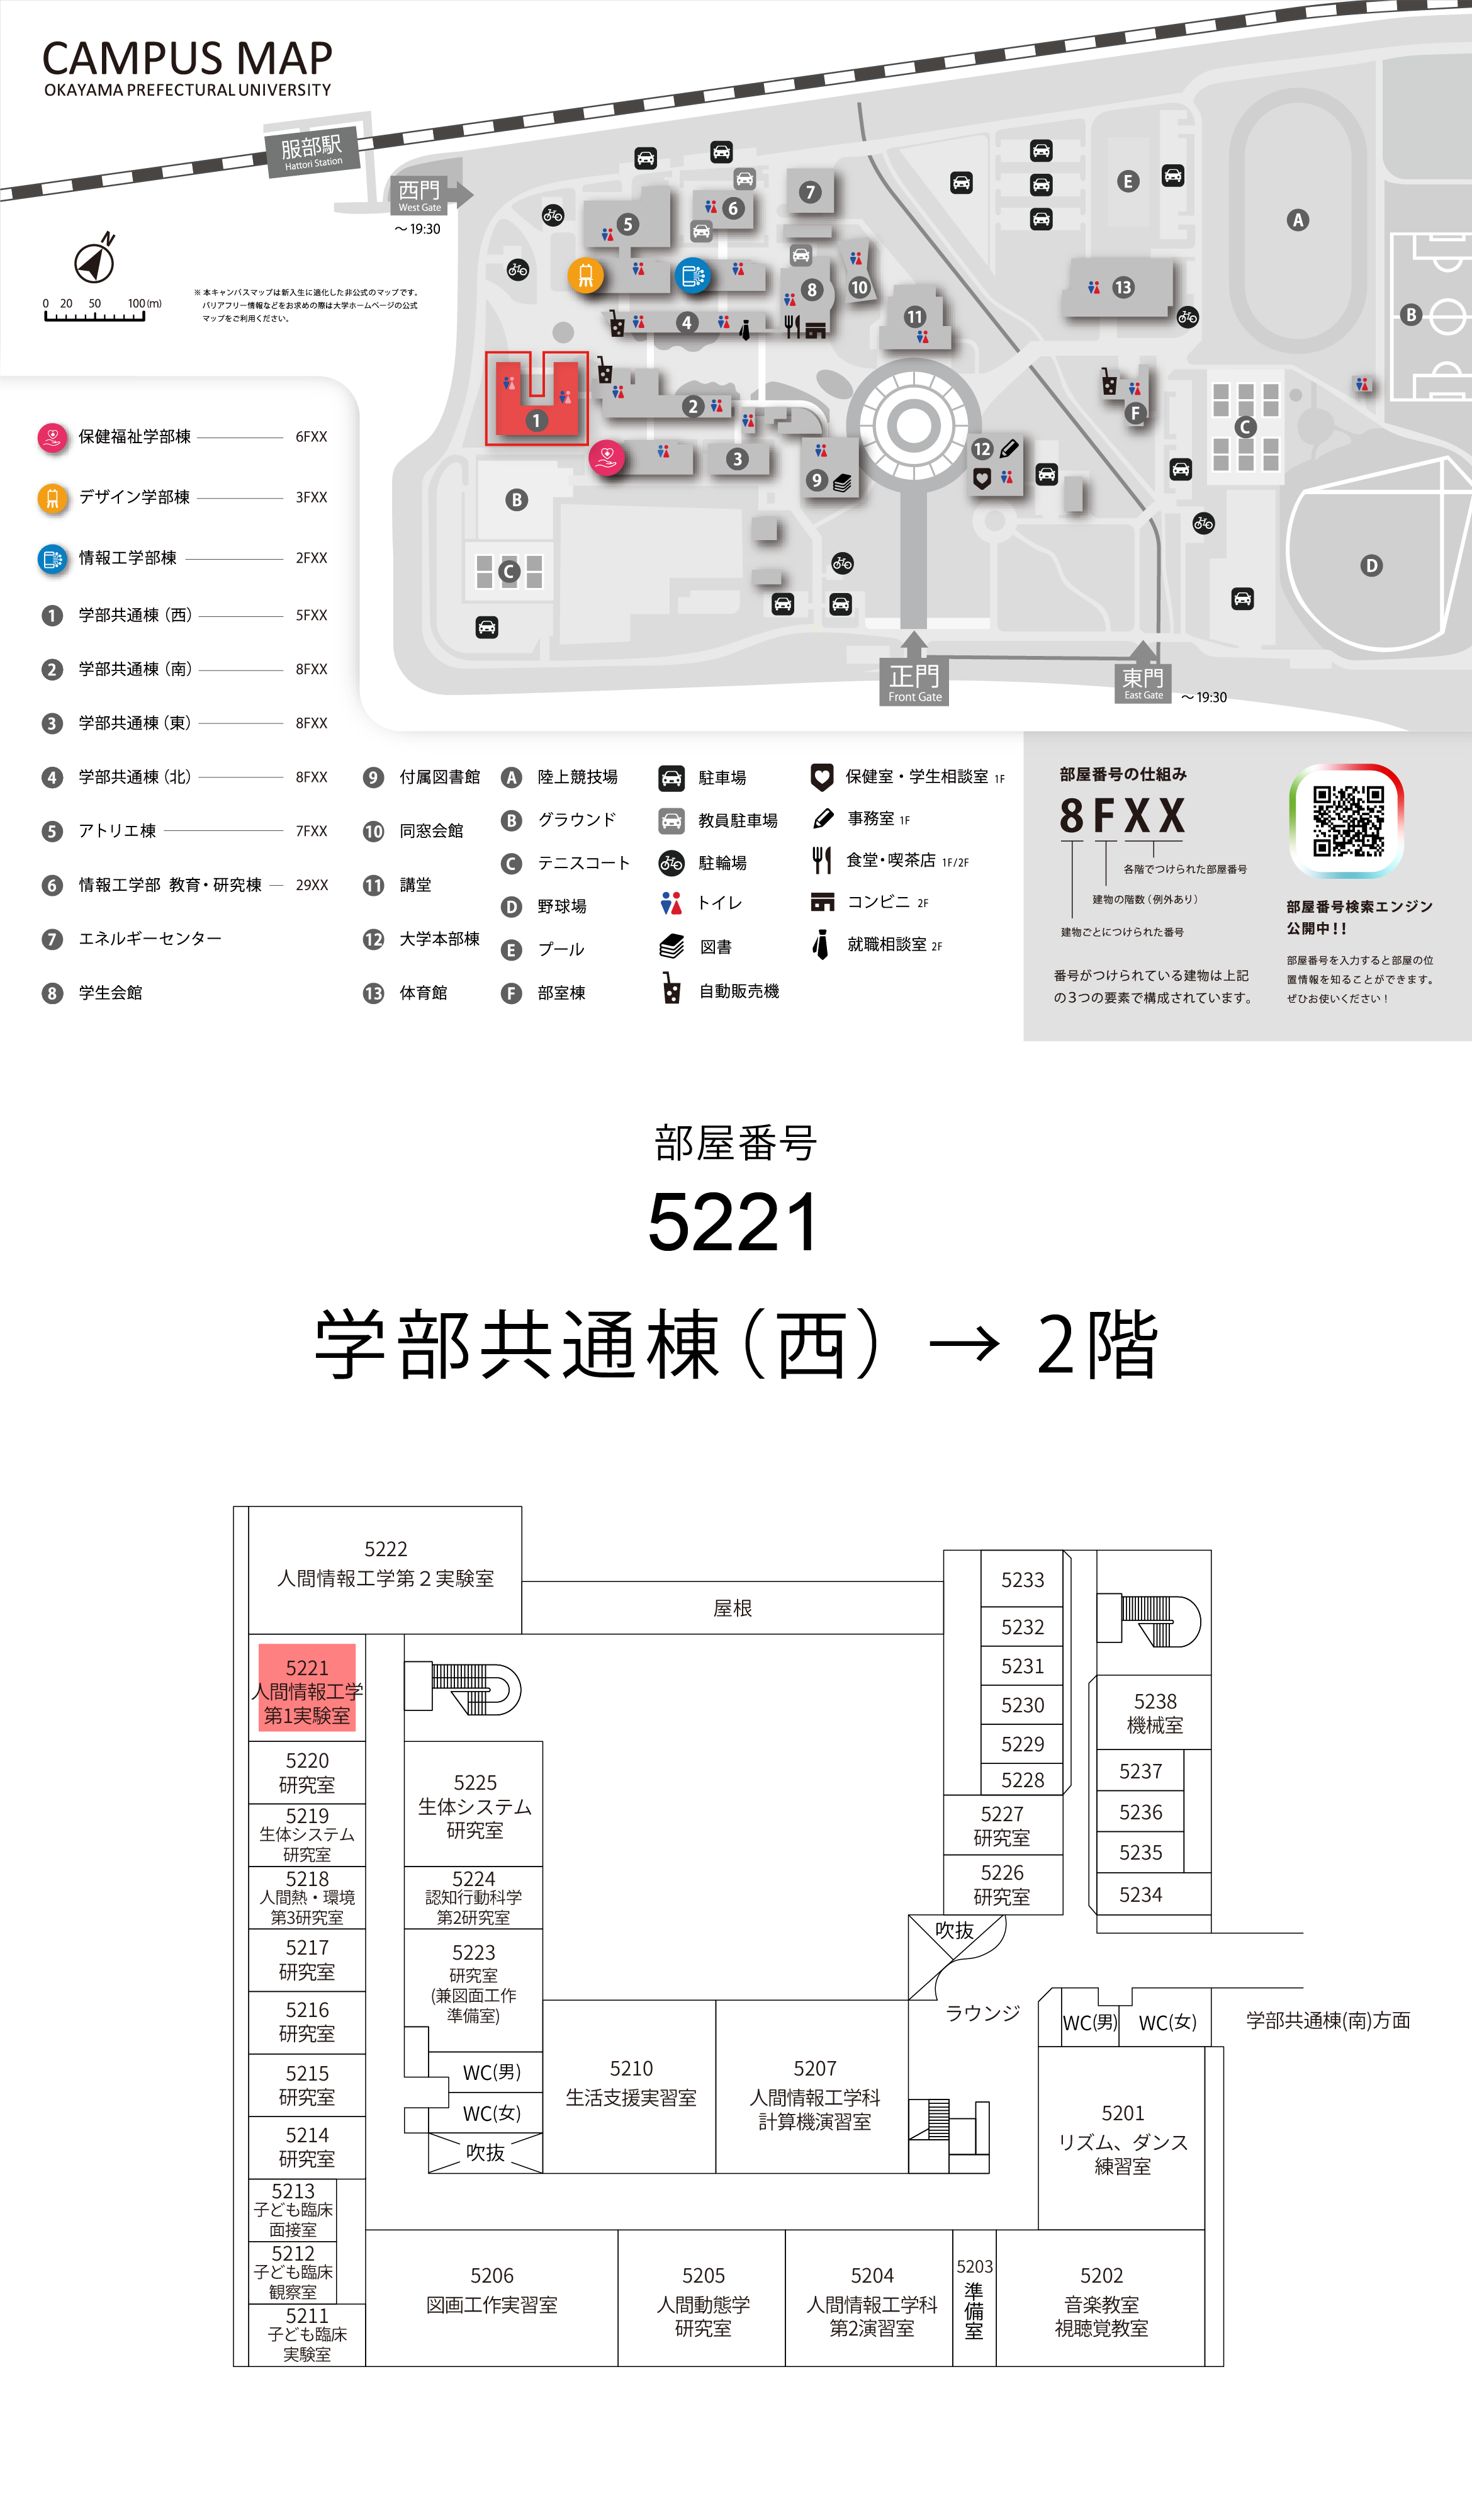 CAMPUS MAP
OKAYAMA PREFECTURAL UNIVERSITY
服部駅
Hattori Station
西門
West Gate
～19:30
N
0 20 50 100(m)
※ 本キャンパスマップは新入生に適化した非公式のマップです。
バリアフリー情報などをお求めの際は大学ホームページの公式
マップをご利用ください。
5
6
7
8
10
4
11
1
2
3
9
12
13
A
B
C
D
E
F
B
C
正門
Front Gate
東門
East Gate
～19:30
保健福祉学部棟 6FXX
デザイン学部棟 3FXX
情報工学部棟 2FXX
1 学部共通棟（西） 5FXX
2 学部共通棟（南） 8FXX
3 学部共通棟（東） 8FXX
4 学部共通棟（北） 8FXX
5 アトリエ棟 7FXX
6 情報工学部 教育・研究棟 29XX
7 エネルギーセンター
8 学生会館
9 付属図書館
10 同窓会館
11 講堂
12 大学本部棟
13 体育館
A 陸上競技場
B グラウンド
C テニスコート
D 野球場
E プール
F 部室棟
駐車場
教員駐車場
駐輪場
トイレ
図書
自動販売機
保健室・学生相談室 1F
事務室 1F
食堂・喫茶店 1F/2F
コンビニ 2F
就職相談室 2F
部屋番号の仕組み
8FXX
各階でつけられた部屋番号
建物の階数（例外あり）
建物ごとにつけられた番号
番号がつけられている建物は上記
の３つの要素で構成されています。
部屋番号検索エンジン
公開中！！
部屋番号を入力すると部屋の位
置情報を知ることができます。
ぜひお使いください！
部屋番号
5221
学部共通棟（西） → 2階
5222
人間情報工学第２実験室
屋根
5221
人間情報工学
第1実験室
5220
研究室
5219
生体システム
研究室
5218
人間熱・環境
第3研究室
5217
研究室
5216
研究室
5215
研究室
5214
研究室
5213
子ども臨床
面接室
5212
子ども臨床
観察室
5211
子ども臨床
実験室
5225
生体システム
研究室
5224
認知行動科学
第2研究室
5223
研究室
(兼図面工作
準備室)
WC(男)
WC(女)
吹抜
5210
生活支援実習室
5207
人間情報工学科
計算機演習室
5233
5232
5231
5230
5229
5228
5227
研究室
5226
研究室
吹抜
ラウンジ
5238
機械室
5237
5236
5235
5234
WC(男)
WC(女)
学部共通棟(南)方面
5201
リズム、ダンス
練習室
5206
図画工作実習室
5205
人間動態学
研究室
5204
人間情報工学科
第2演習室
5203
準備室
5202
音楽教室
視聴覚教室